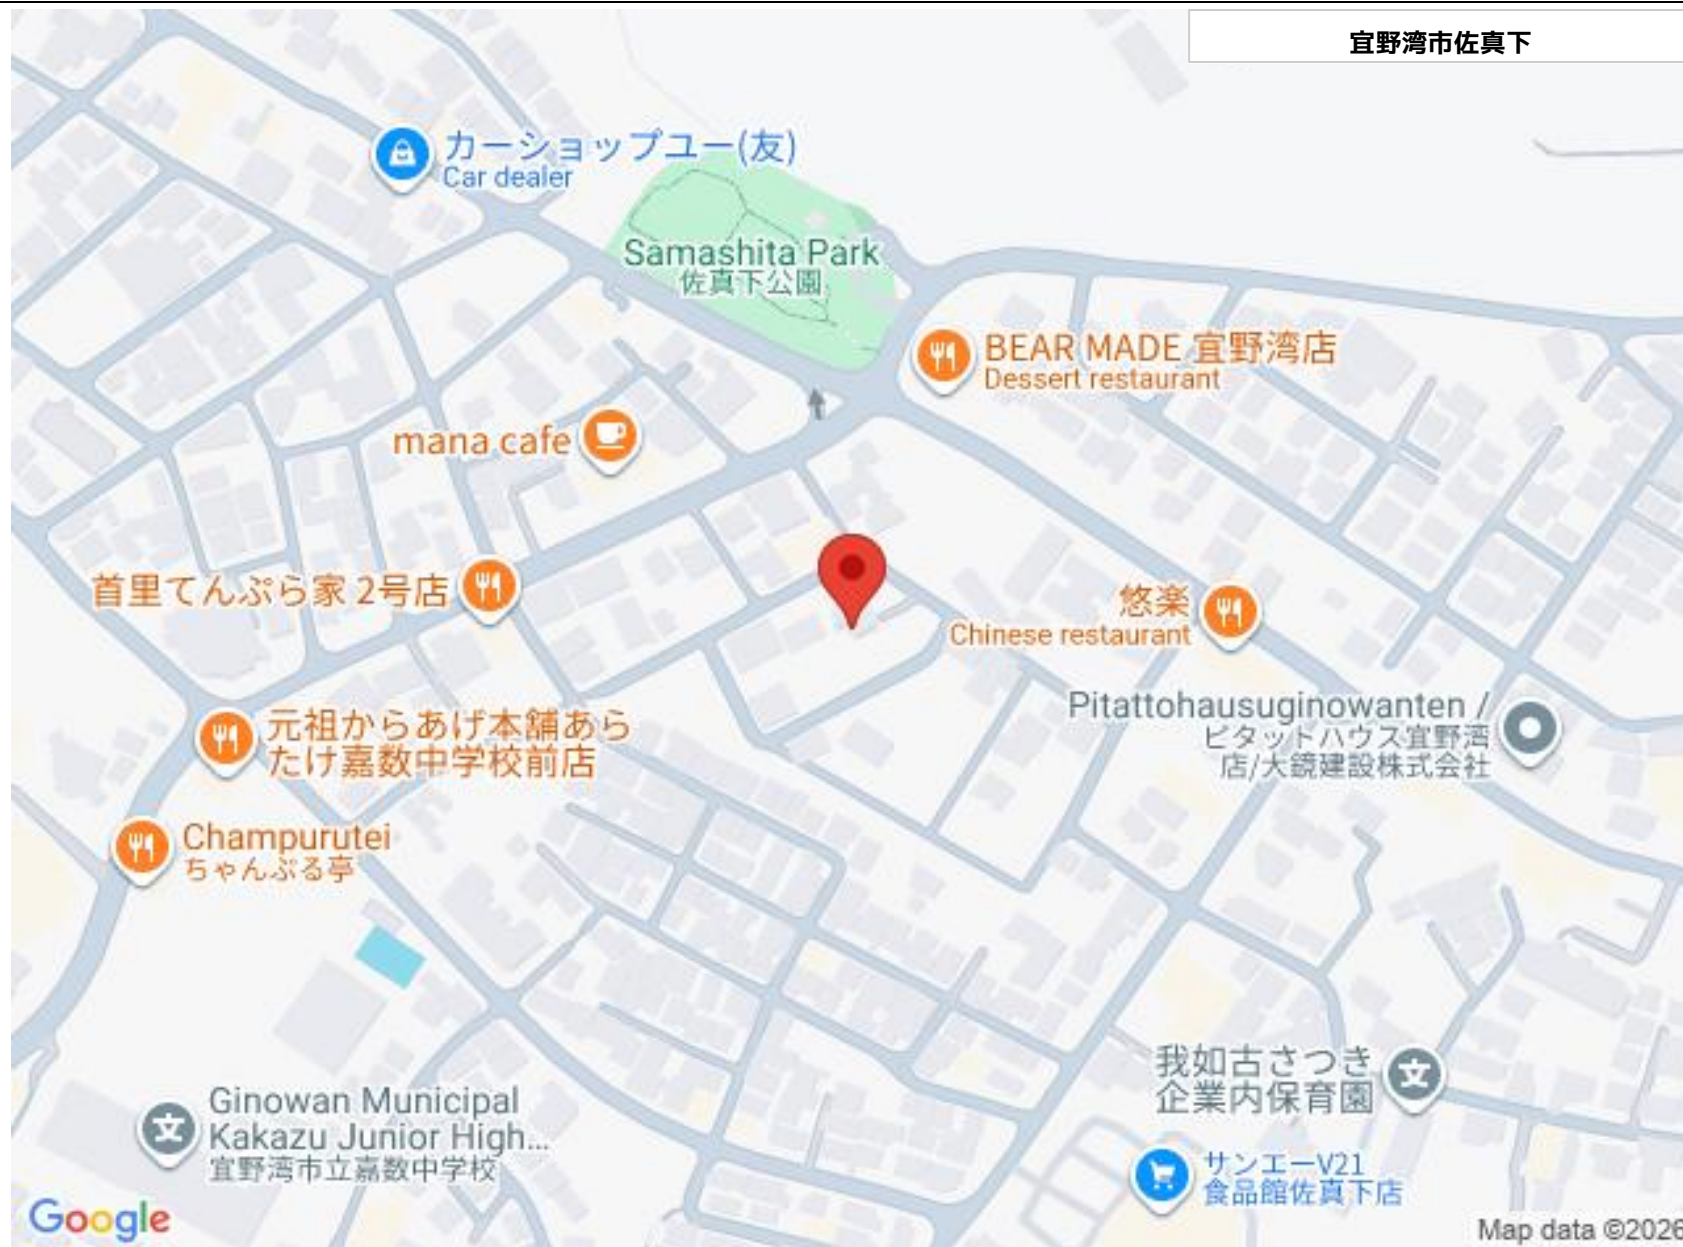 宜野湾市佐真下
カーショップユー(友)
Car dealer
Samashita Park
佐真下公園
BEAR MADE 宜野湾店
Dessert restaurant
mana cafe
首里てんぷら家 2号店
悠楽
Chinese restaurant
Pitattohausuginowanten /
ピタットハウス宜野湾
店/大鏡建設株式会社
元祖からあげ本舗あら
たけ嘉数中学校前店
Champurutei
ちゃんぷる亭
我如古さつき
企業内保育園
Ginowan Municipal
Kakazu Junior High...
宜野湾市立嘉数中学校
サンエーV21
食品館佐真下店
Google
Map data ©2026